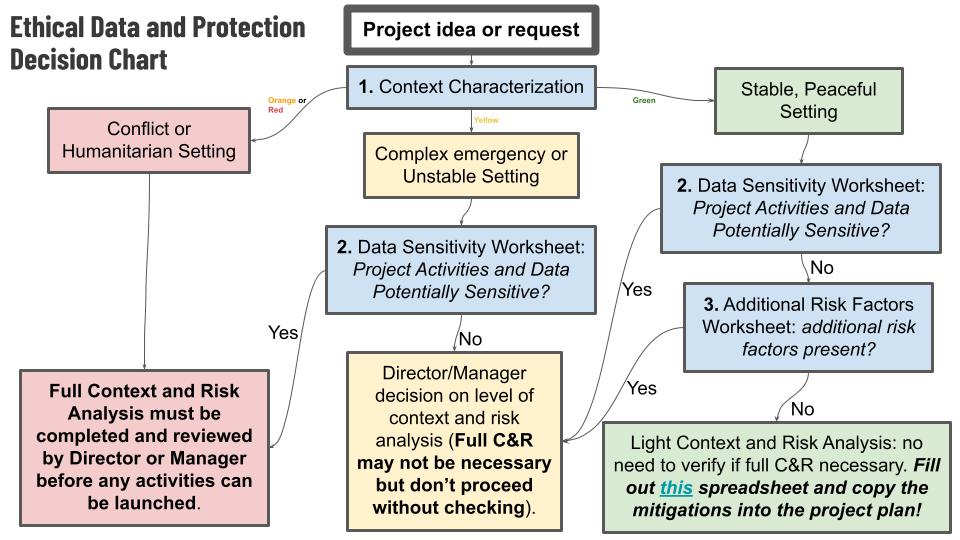 Ethical Data and Protection
Decision Chart
Project idea or request
1. Context Characterization
Orange or
Red
Yellow
Green
Conflict or
Humanitarian Setting
Complex emergency or
Unstable Setting
Stable, Peaceful
Setting
2. Data Sensitivity Worksheet:
Project Activities and Data
Potentially Sensitive?
2. Data Sensitivity Worksheet:
Project Activities and Data
Potentially Sensitive?
No
Yes
3. Additional Risk Factors
Worksheet: additional risk
factors present?
Yes
No
Yes
No
Full Context and Risk
Analysis must be
completed and reviewed
by Director or Manager
before any activities can
be launched.
Director/Manager
decision on level of
context and risk
analysis (Full C&R
may not be necessary
but don’t proceed
without checking).
Light Context and Risk Analysis: no
need to verify if full C&R necessary. Fill
out this spreadsheet and copy the
mitigations into the project plan!